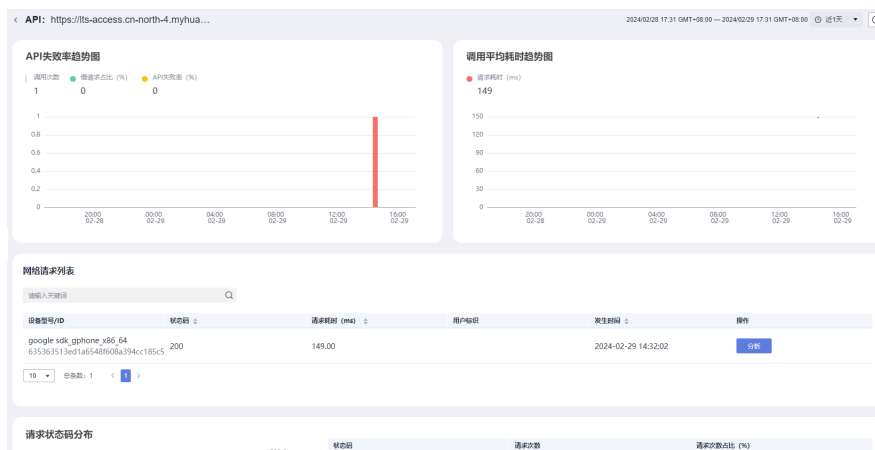 ‹ API: https://lts-access.cn-north-4.myhua...
2024/02/28 17:31 GMT+08:00 — 2024/02/29 17:31 GMT+08:00 近1天
API失败率趋势图
调用次数 慢请求占比 (%) API失败率 (%)
1 0 0
1
0.8
0.6
0.4
0.2
0
20:00 00:00 04:00 08:00 12:00 16:00
02-28 02-29 02-29 02-29 02-29 02-29
调用平均耗时趋势图
请求耗时 (ms)
149
150
120
90
60
30
0
20:00 00:00 04:00 08:00 12:00 16:00
02-28 02-29 02-29 02-29 02-29 02-29
网络请求列表
请输入关键词
设备型号/ID 状态码 请求耗时 (ms) 用户标识 发生时间 操作
google sdk_gphone_x86_64
635363513ed1a6548f608a394cc185c5 200 149.00 2024-02-29 14:32:02 分析
10 总条数: 1 ‹ 1 ›
请求状态码分布
状态码 请求次数 请求次数占比 (%)